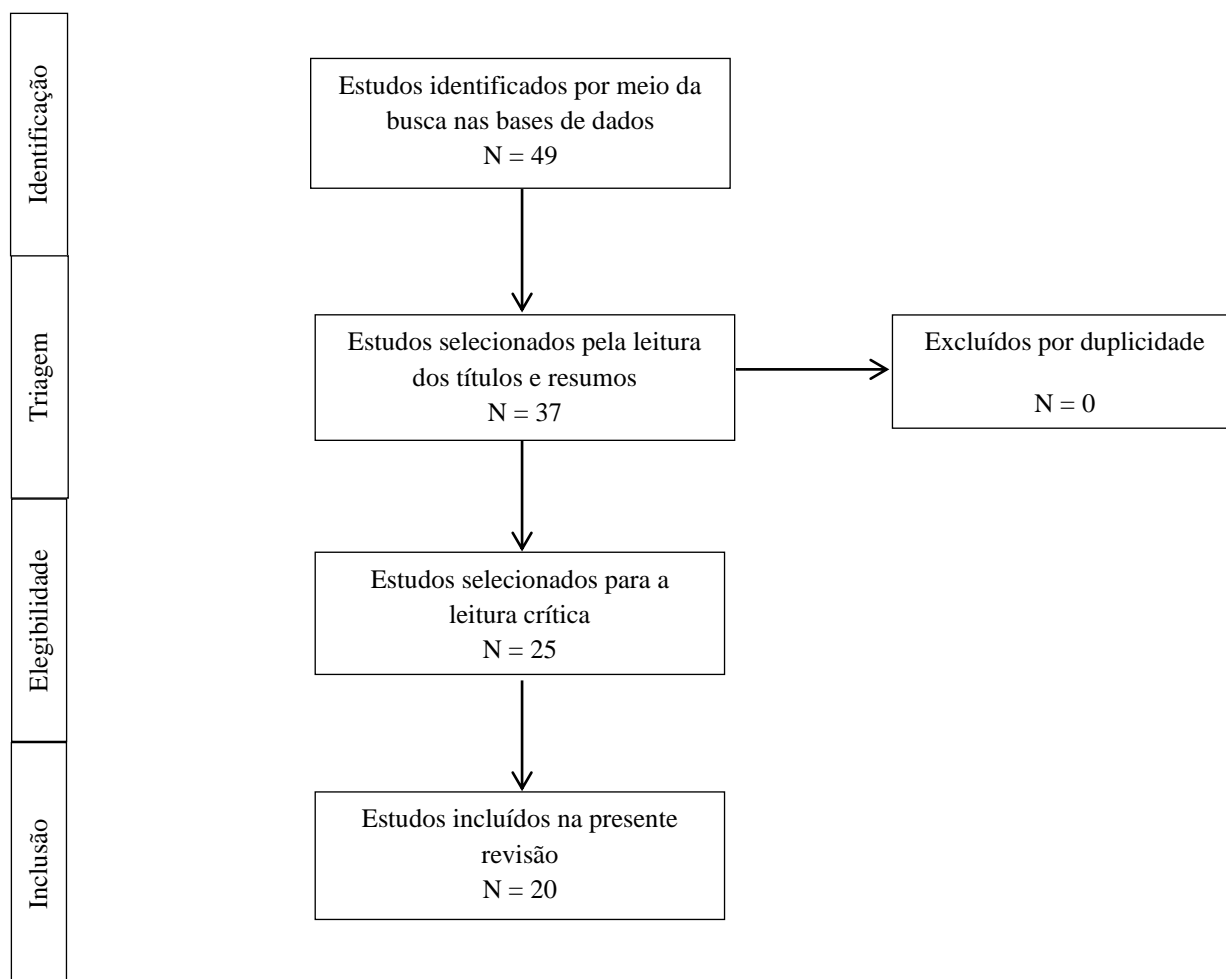 Identificação
Estudos identificados por meio da
busca nas bases de dados
N = 49
Triagem
Estudos selecionados pela leitura
dos títulos e resumos
N = 37
Excluídos por duplicidade
N = 0
Elegibilidade
Estudos selecionados para a
leitura crítica
N = 25
Inclusão
Estudos incluídos na presente
revisão
N = 20